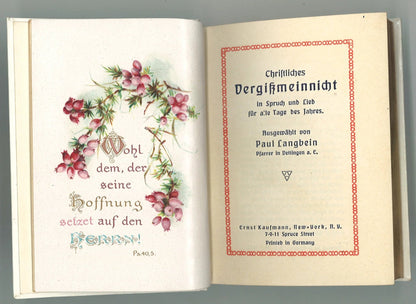 Wohl
dem, der
seine
Hoffnung
setzet auf den
HERRN!
Ps.40,5.
Christliches
Vergißmeinnicht
in Spruch und Lied
für alle Tage des Jahres.
Ausgewählt von
Paul Langbein
Pfarrer in Dettingen a. E.
Ernst Kaufmann, New-York, N. Y.
7-9-11 Spruce Street
Printed in Germany